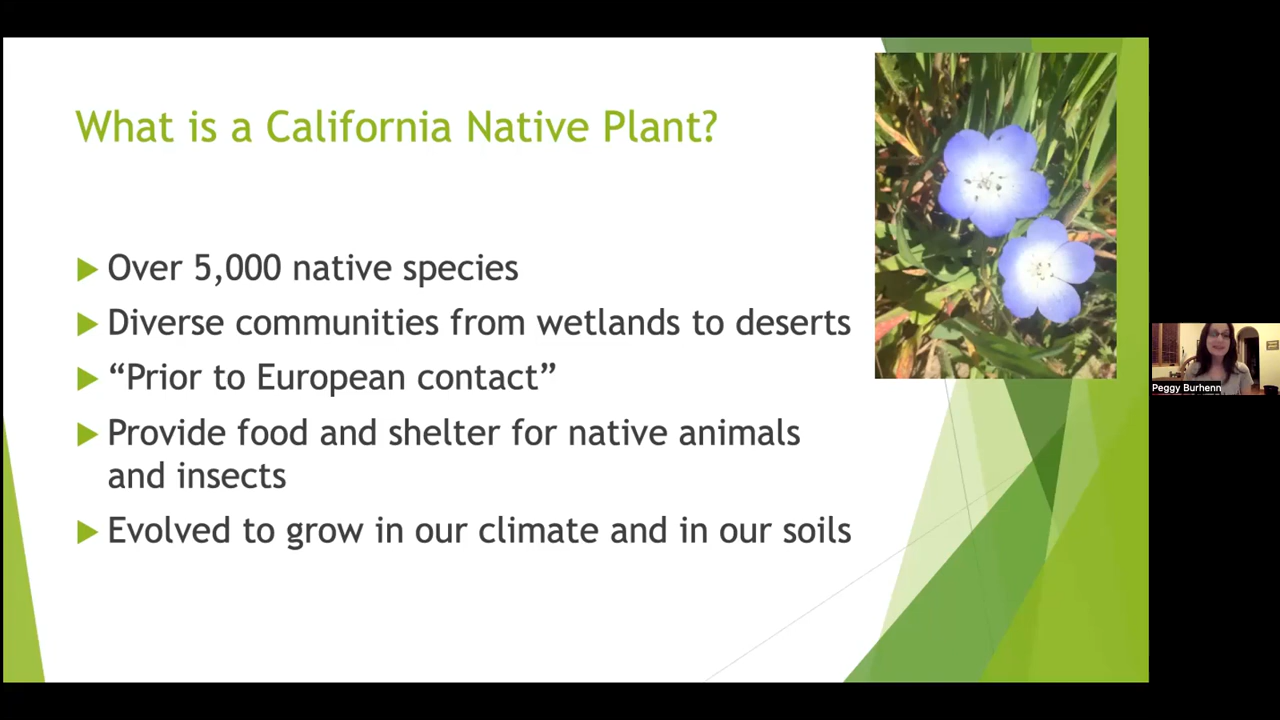 What is a California Native Plant?
Over 5,000 native species
Diverse communities from wetlands to deserts
“Prior to European contact”
Provide food and shelter for native animals
and insects
Evolved to grow in our climate and in our soils
Peggy Burhenn